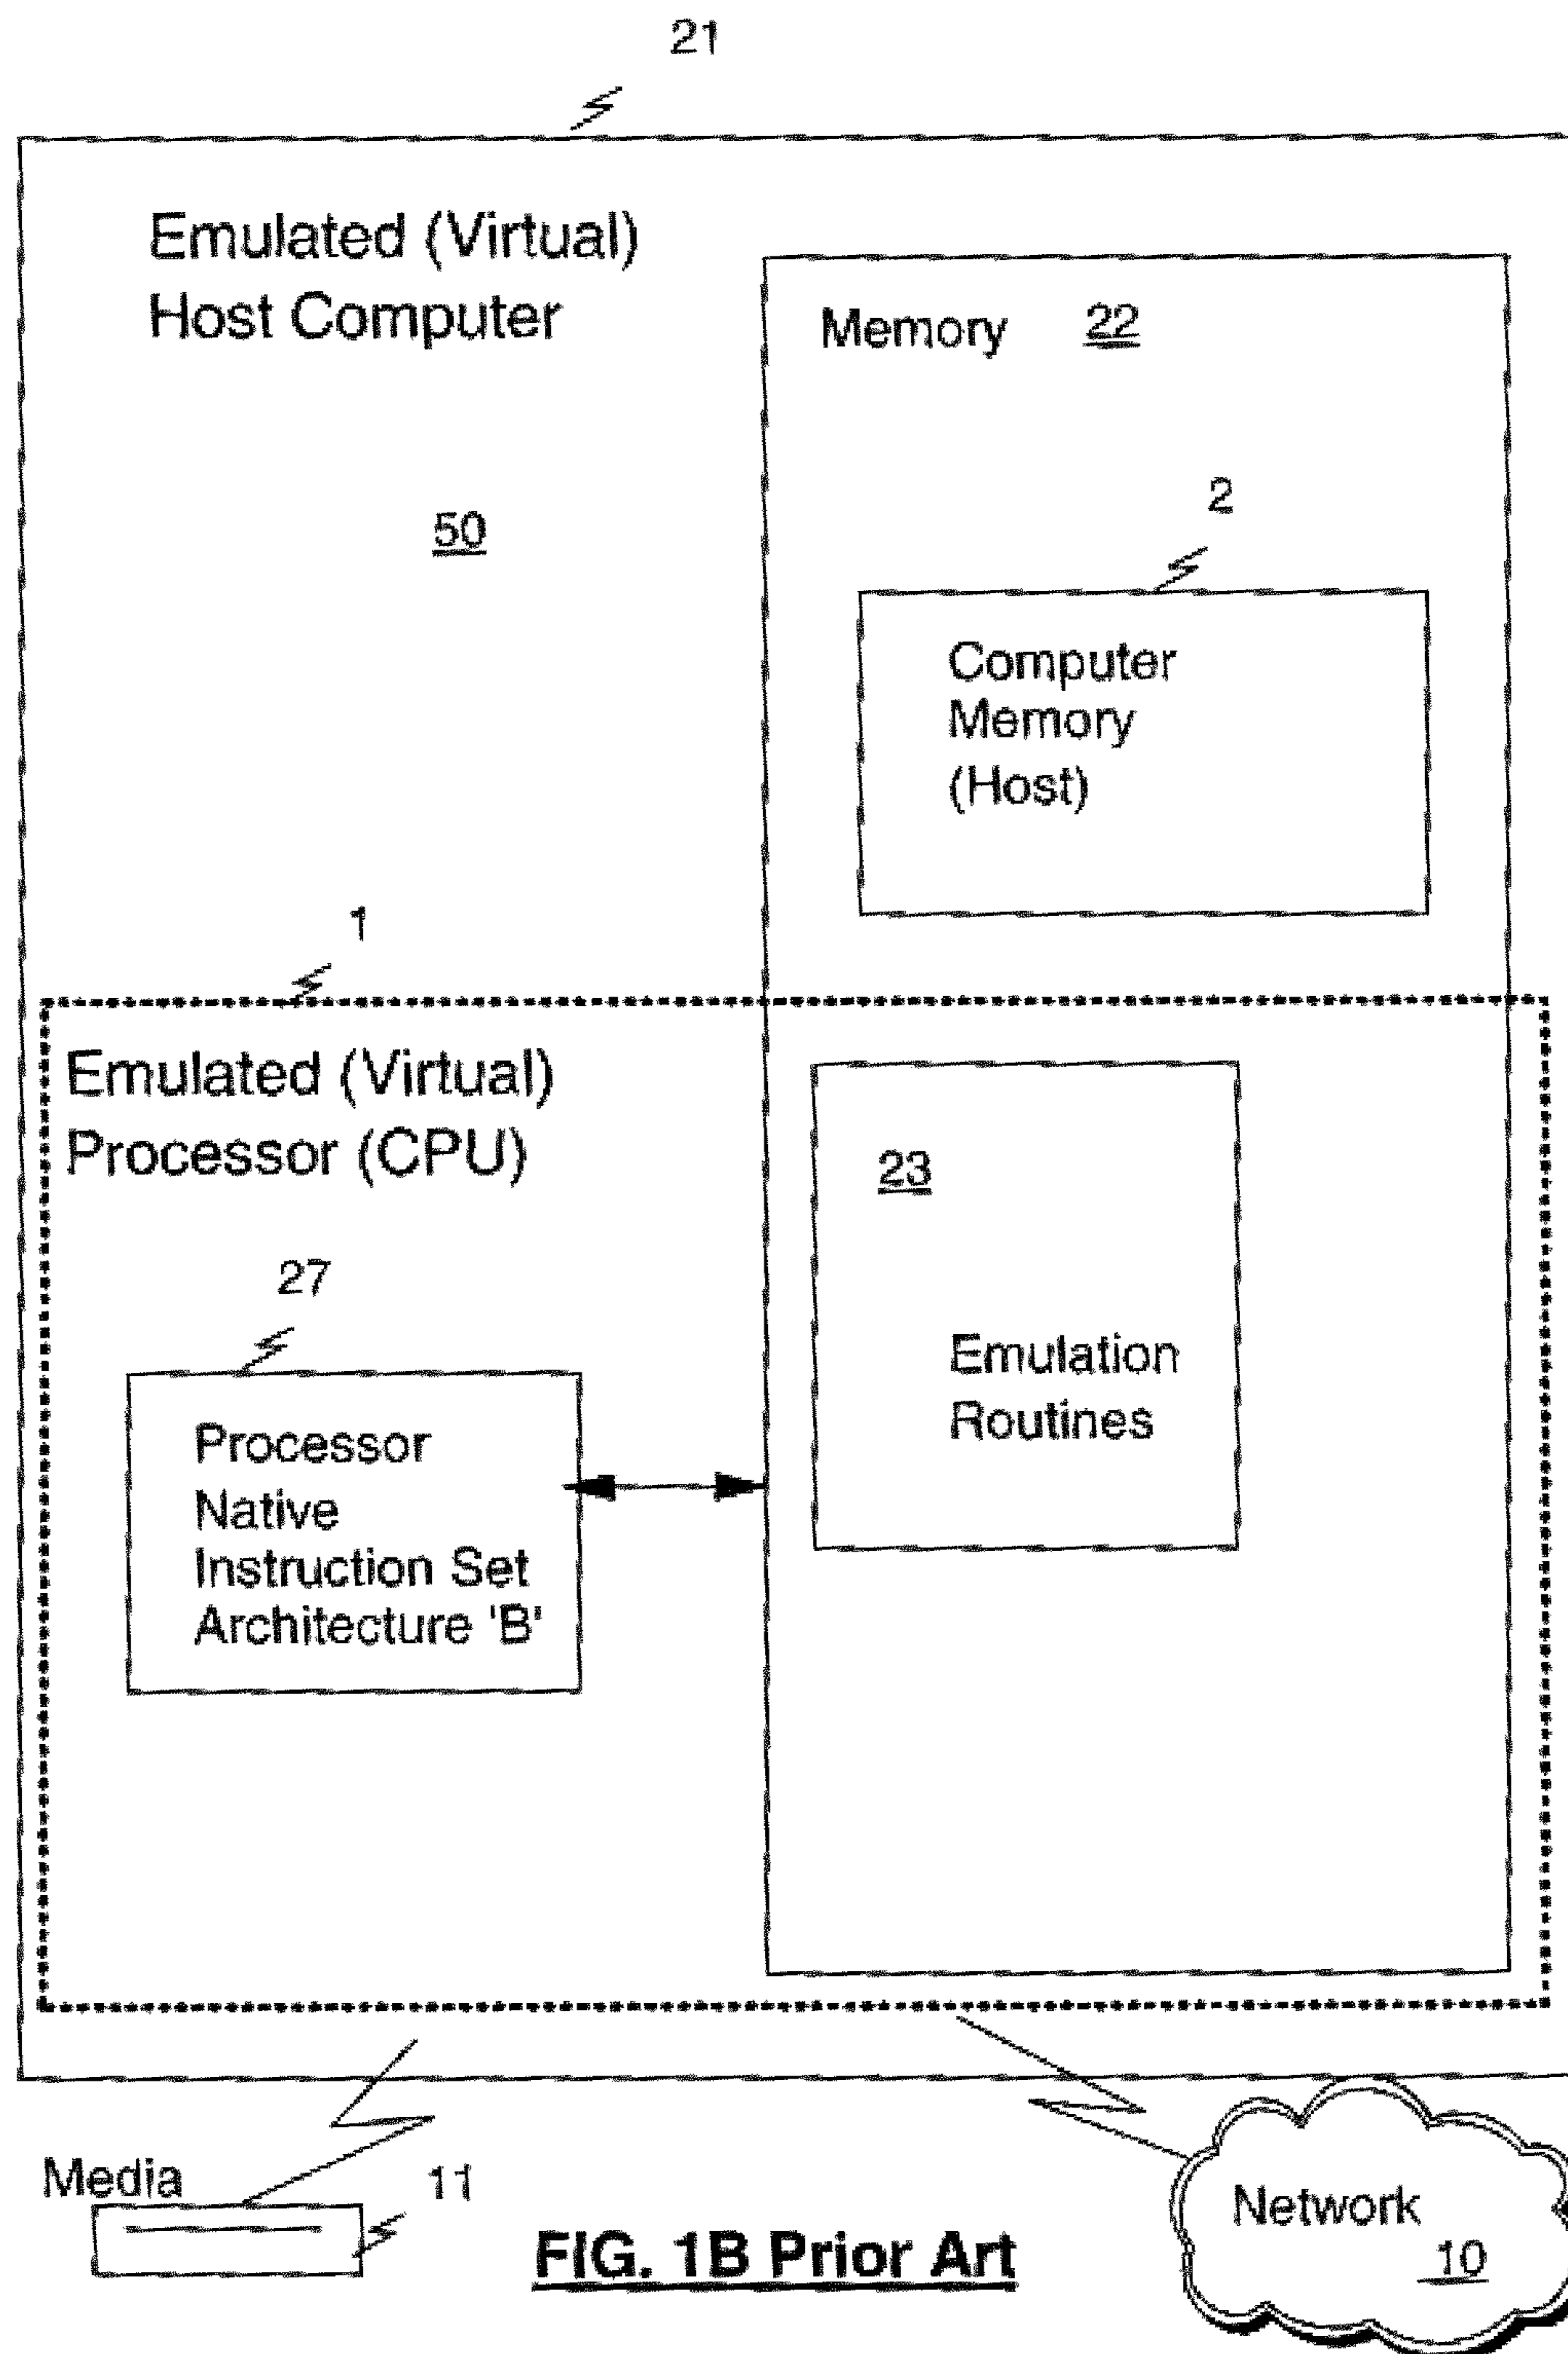 21
Emulated (Virtual)
Host Computer
50
Memory 22
2
Computer
Memory
(Host)
1
Emulated (Virtual)
Processor (CPU)
27
Processor
Native
Instruction Set
Architecture 'B'
23
Emulation
Routines
Media
11
Network
10
FIG. 1B Prior Art